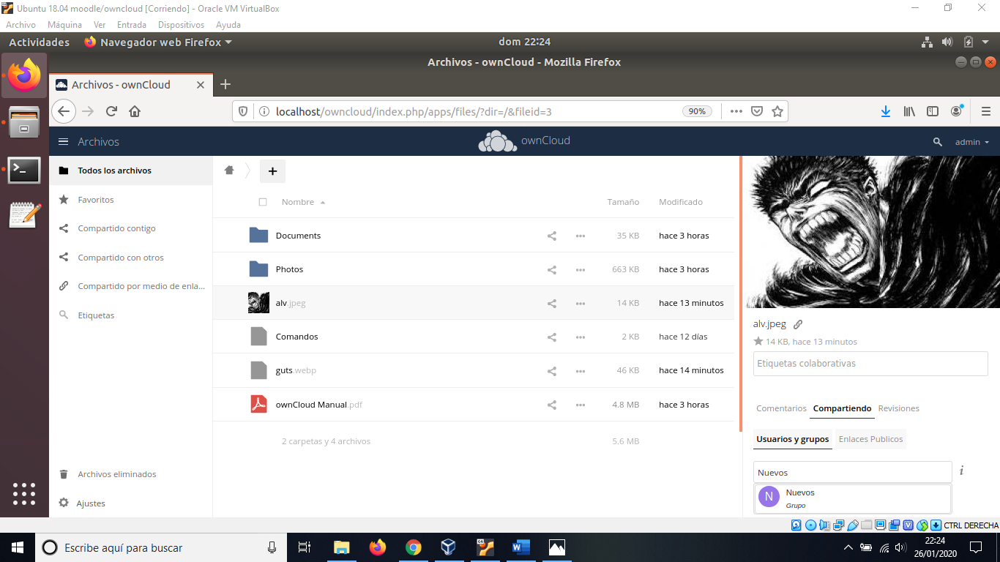 Ubuntu 18.04 moodle/owncloud [Corriendo] - Oracle VM VirtualBox
Archivo Máquina Ver Entrada Dispositivos Ayuda
Actividades Navegador web Firefox dom 22:24
Archivos - ownCloud - Mozilla Firefox
Archivos - ownCloud
localhost/owncloud/index.php/apps/files/?dir=/&fileid=3 90%
Archivos ownCloud admin
Todos los archivos
Favoritos
Compartido contigo
Compartido con otros
Compartido por medio de enla...
Etiquetas
Archivos eliminados
Ajustes
Nombre Tamaño Modificado
Documents 35 KB hace 3 horas
Photos 663 KB hace 3 horas
alv.jpeg 14 KB hace 13 minutos
Comandos 2 KB hace 12 días
guts.webp 46 KB hace 14 minutos
ownCloud Manual.pdf 4.8 MB hace 3 horas
2 carpetas y 4 archivos 5.6 MB
alv.jpeg
14 KB, hace 13 minutos
Etiquetas colaborativas
Comentarios Compartiendo Revisiones
Usuarios y grupos Enlaces Publicos
Nuevos
N Nuevos
Grupo
CTRL DERECHA
Escribe aquí para buscar
22:24
26/01/2020